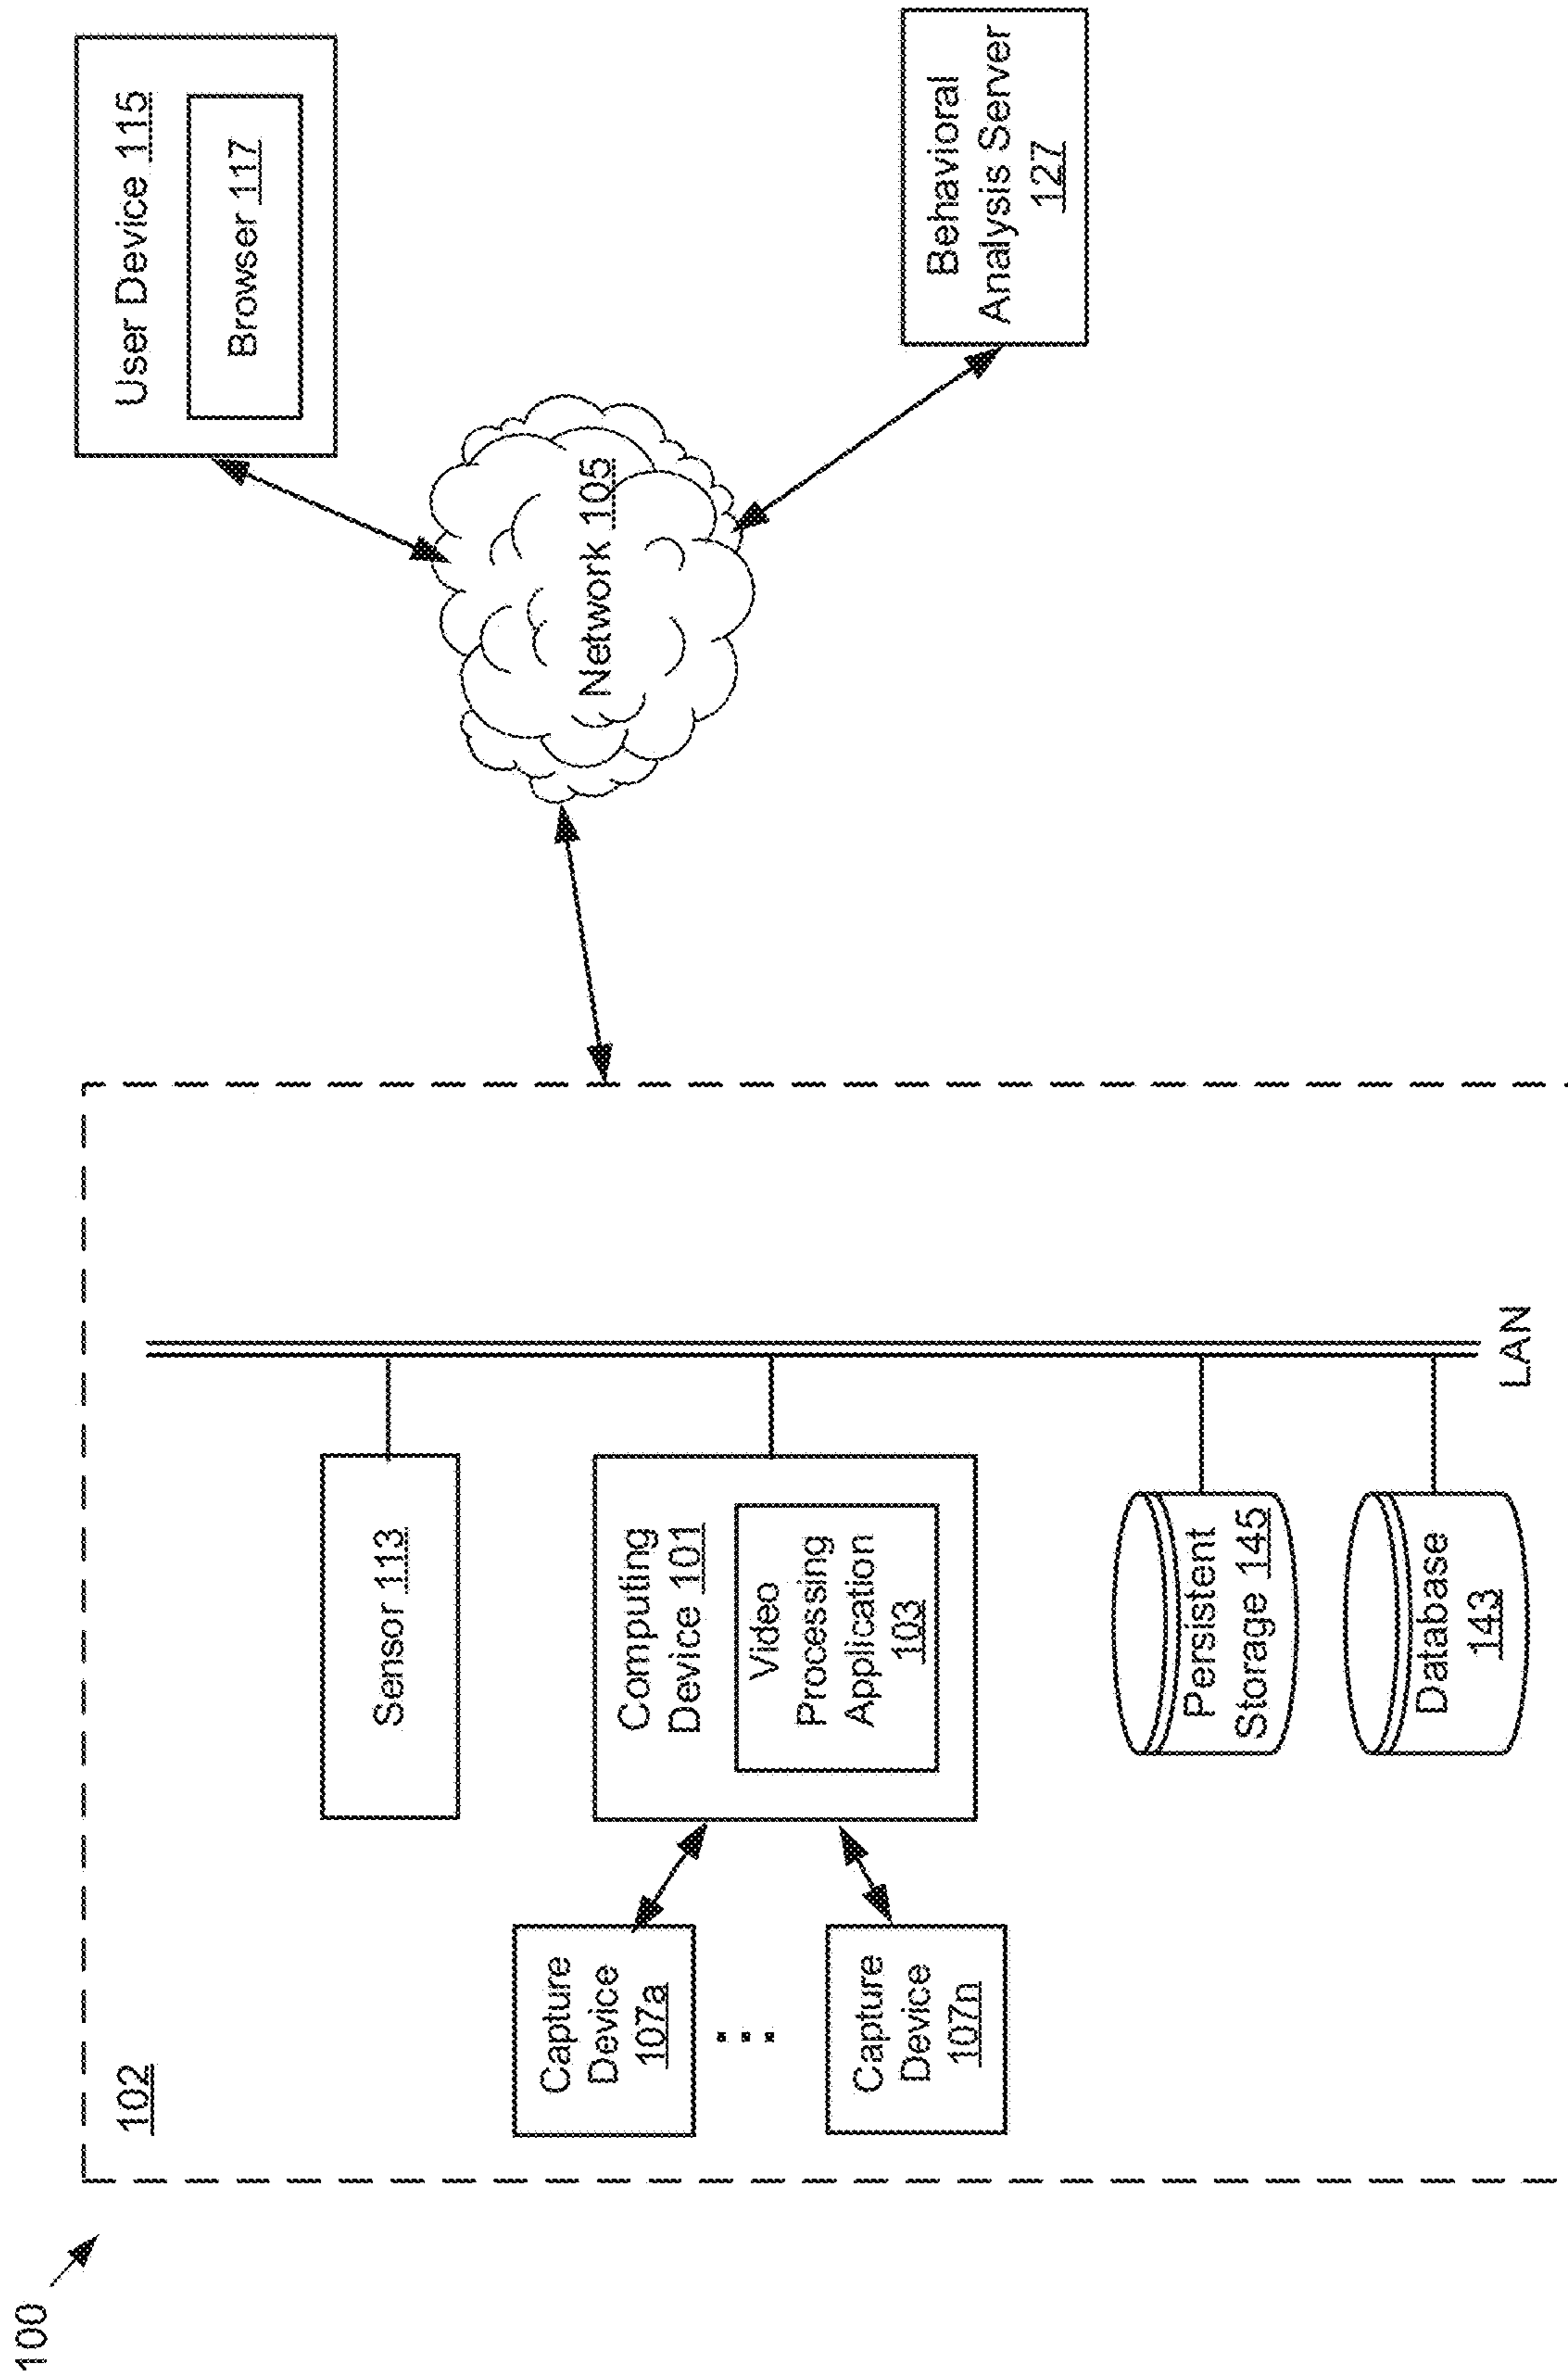 100
102
Capture
Device
107a
Capture
Device
107n
Sensor 113
Computing
Device 101
Video
Processing
Application
103
Persistent
Storage 145
Database
143
LAN
Network 105
User Device 115
Browser 117
Behavioral
Analysis Server
127